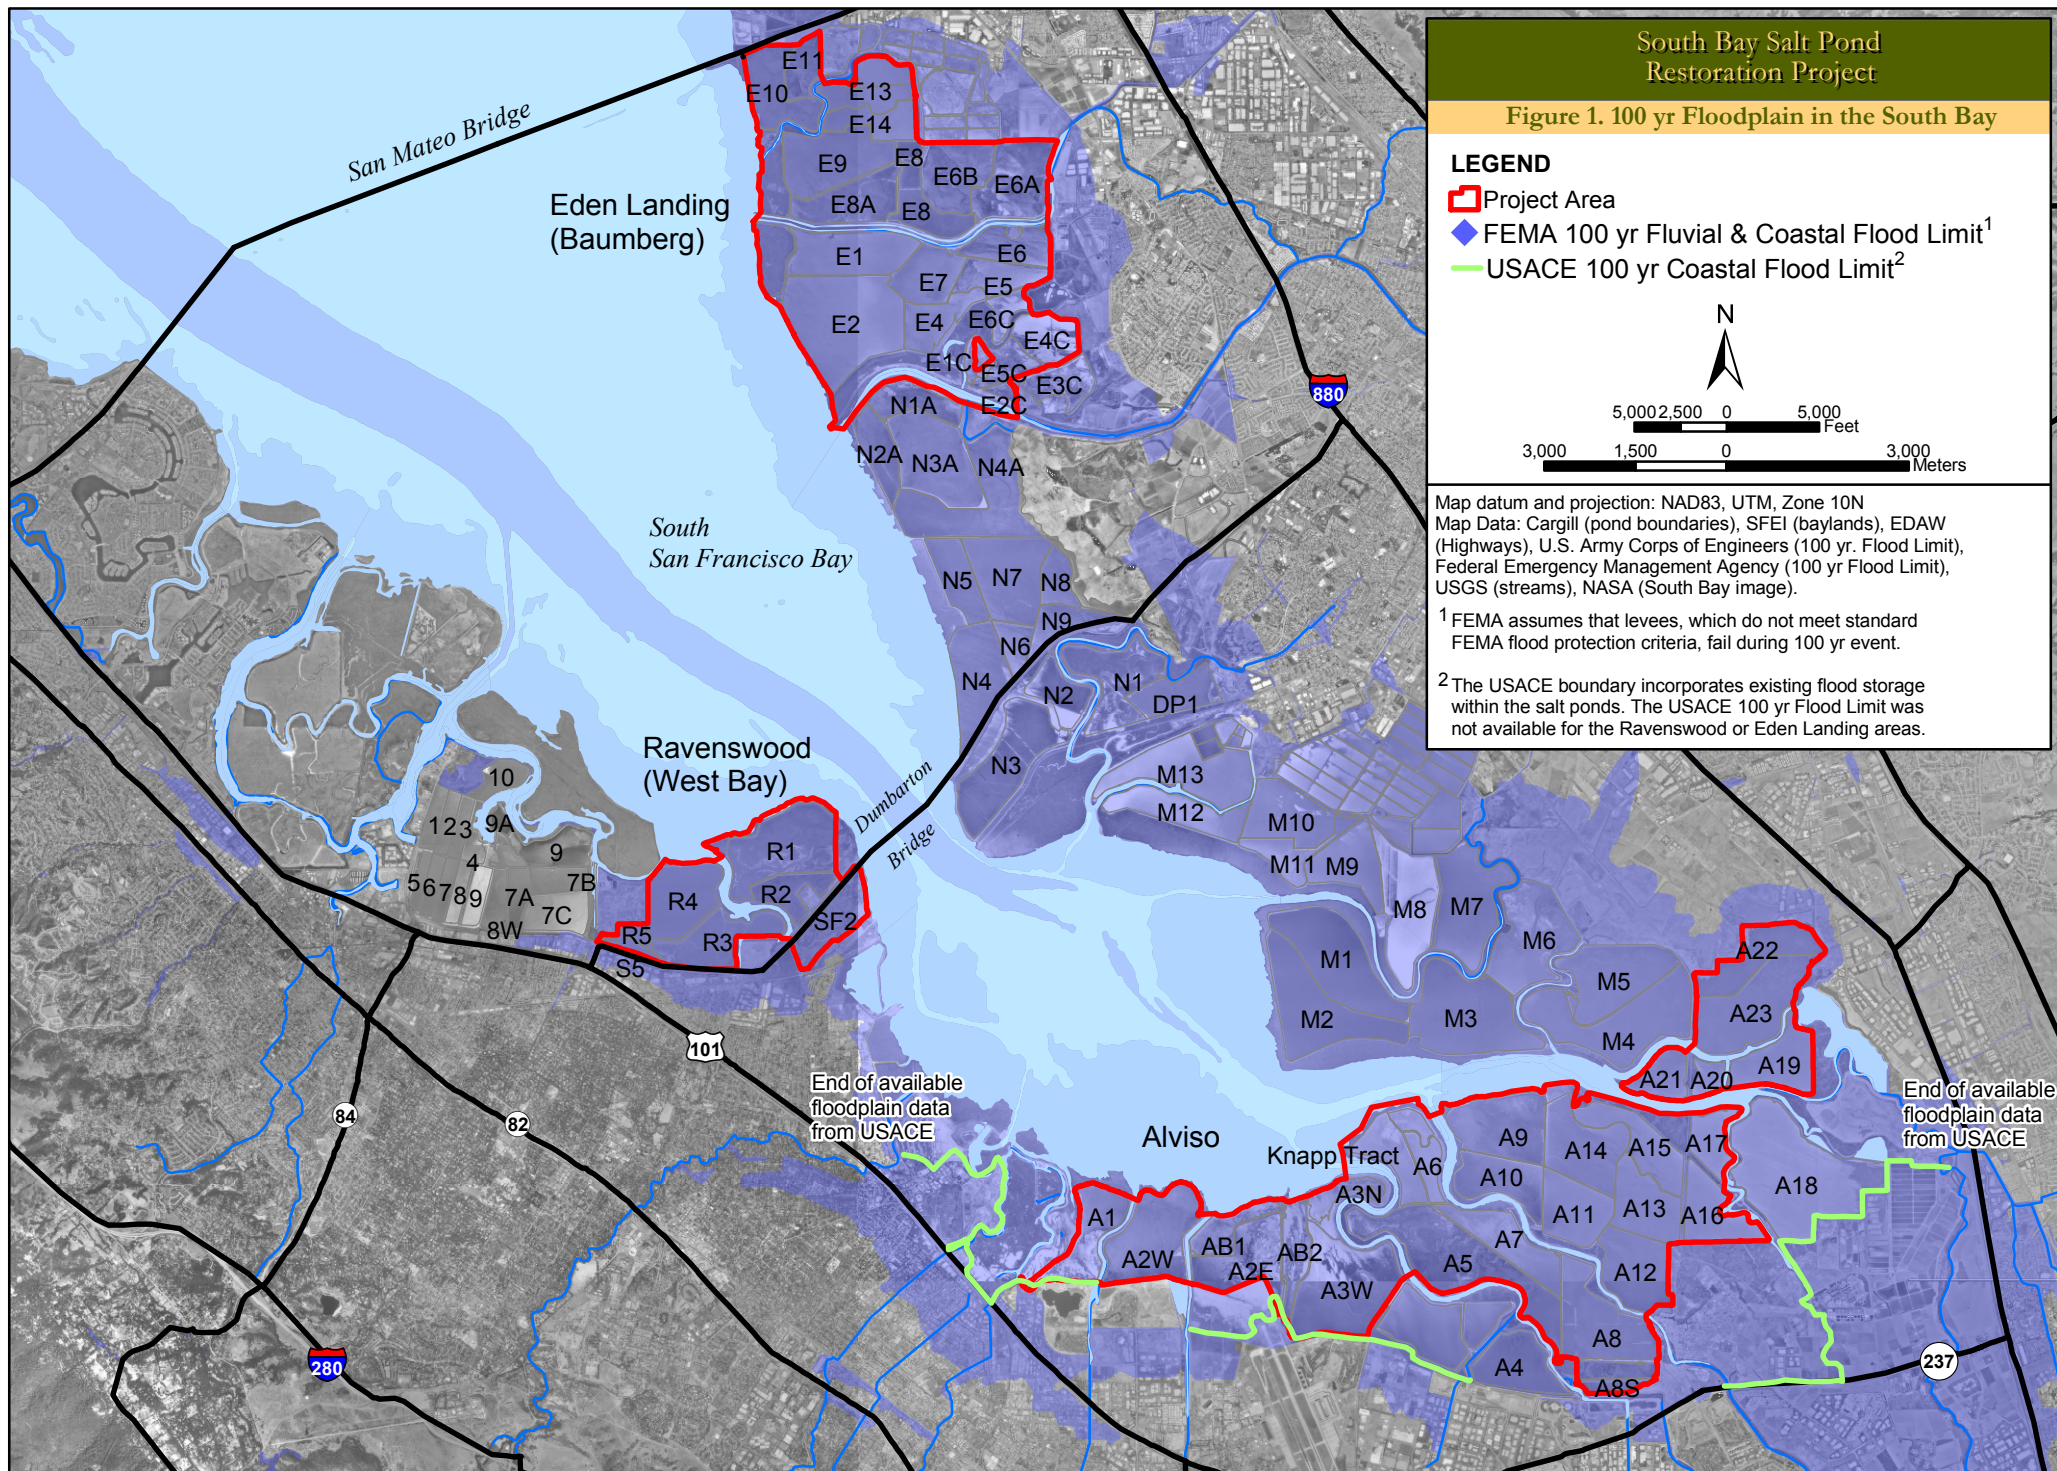 South Bay Salt Pond
Restoration Project
Figure 1. 100 yr Floodplain in the South Bay
LEGEND
Project Area
FEMA 100 yr Fluvial & Coastal Flood Limit1
USACE 100 yr Coastal Flood Limit2
N
5,000 2,500 0 5,000
Feet
3,000 1,500 0 3,000
Meters
Map datum and projection: NAD83, UTM, Zone 10N
Map Data: Cargill (pond boundaries), SFEI (baylands), EDAW
(Highways), U.S. Army Corps of Engineers (100 yr. Flood Limit),
Federal Emergency Management Agency (100 yr Flood Limit),
USGS (streams), NASA (South Bay image).
1 FEMA assumes that levees, which do not meet standard
FEMA flood protection criteria, fail during 100 yr event.
2 The USACE boundary incorporates existing flood storage
within the salt ponds. The USACE 100 yr Flood Limit was
not available for the Ravenswood or Eden Landing areas.
San Mateo Bridge
Eden Landing
(Baumberg)
E11
E10
E13
E14
E9
E8
E6B
E6A
E8A
E8
E1
E6
E7
E5
E2
E4
E6C
E4C
E1C
E5C
E3C
E2C
N1A
N2A
N3A
N4A
880
South
San Francisco Bay
N5
N7
N8
N9
N6
N4
N2
N1
DP1
N3
M13
M12
M10
M11
M9
M8
M7
M6
M5
M1
M2
M3
M4
Ravenswood
(West Bay)
Dumbarton
Bridge
10
1
2
3
9A
4
9
5
6
7
8
9
7A
7B
7C
8W
R1
R2
R4
R5
R3
SF2
S5
101
84
82
280
End of available
floodplain data
from USACE
A22
A23
A19
A20
A21
End of available
floodplain data
from USACE
Alviso
Knapp Tract
A6
A9
A14
A15
A17
A3N
A10
A18
A1
A11
A13
A16
A2W
AB1
AB2
A7
A2E
A5
A12
A3W
A8
A4
A8S
237